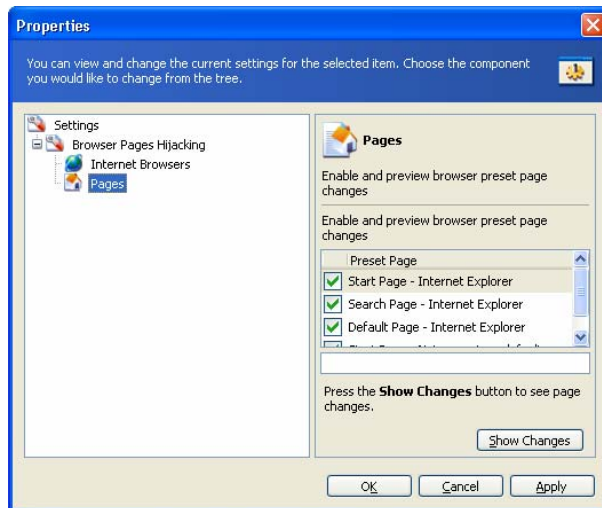 Properties
You can view and change the current settings for the selected item. Choose the component
you would like to change from the tree.
Settings
Browser Pages Hijacking
Internet Browsers
Pages
Pages
Enable and preview browser preset page
changes
Enable and preview browser preset page
changes
Preset Page
Start Page - Internet Explorer
Search Page - Internet Explorer
Default Page - Internet Explorer
Press the Show Changes button to see page
changes.
Show Changes
OK
Cancel
Apply